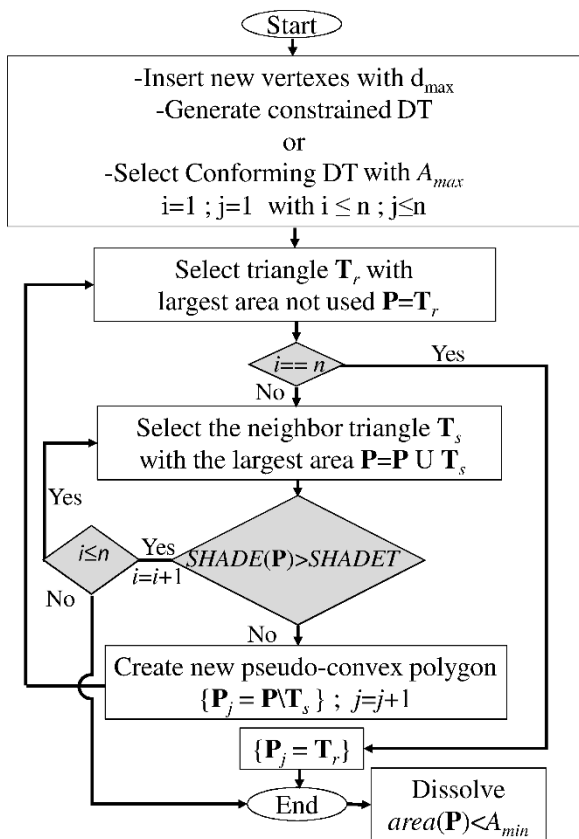 Start
-Insert new vertexes with d_max
-Generate constrained DT
or
-Select Conforming DT with A_max
i=1 ; j=1 with i ≤ n ; j≤n
Select triangle T_r with
largest area not used P=T_r
i== n
Yes
No
Select the neighbor triangle T_s
with the largest area P=P U T_s
Yes
i≤n
Yes
i=i+1
SHADE(P)>SHADET
No
No
Create new pseudo-convex polygon
{P_j = P\T_s } ; j=j+1
{P_j = T_r}
End
Dissolve
area(P)<A_min